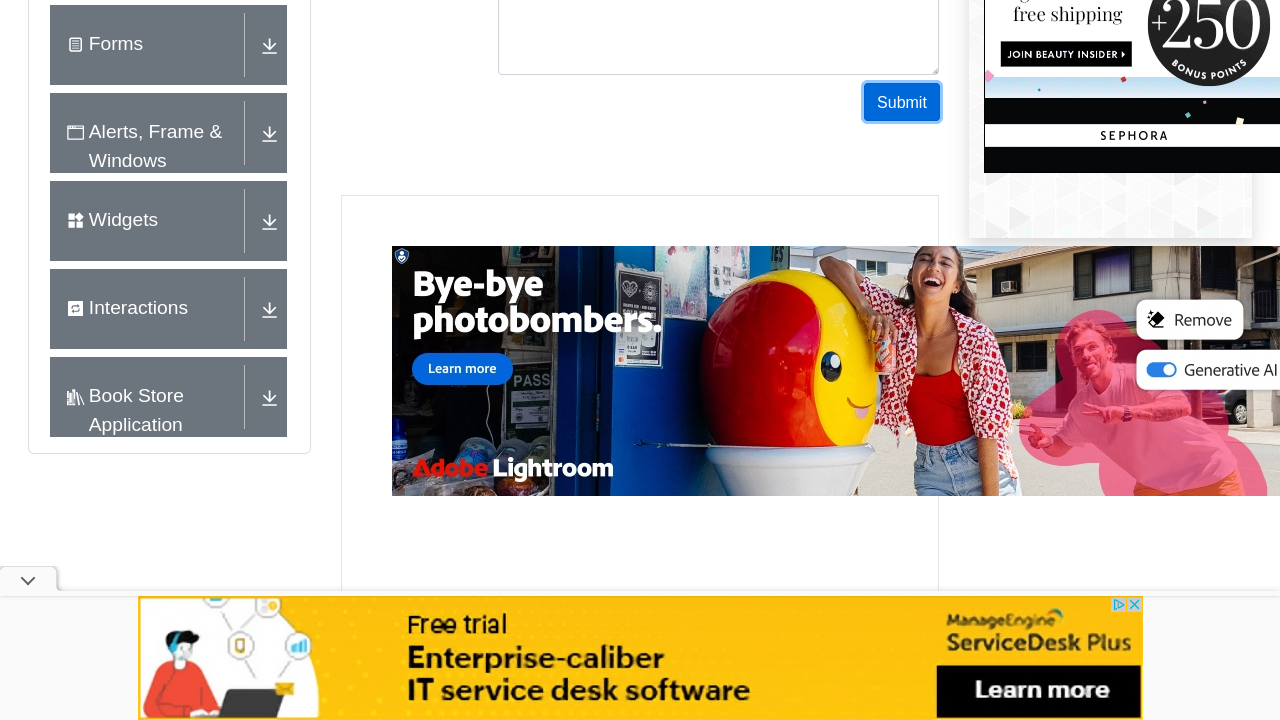 Forms
Alerts, Frame &
Windows
Widgets
Interactions
Book Store
Application
Submit
free shipping
JOIN BEAUTY INSIDER
+250
BONUS POINTS
SEPHORA
Bye-bye
photobombers.
Learn more
Adobe Lightroom
PASS
Remove
Generative AI
Free trial
Enterprise-caliber
IT service desk software
ManageEngine
ServiceDesk Plus
Learn more